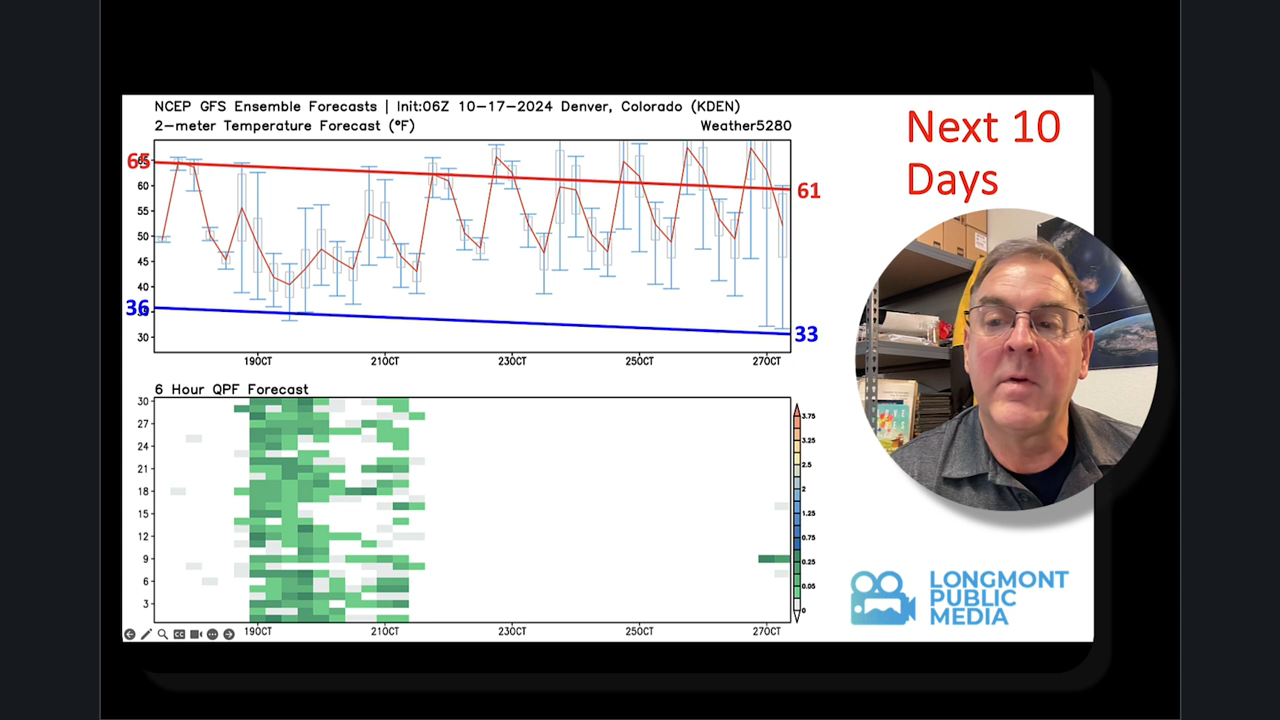 NCEP GFS Ensemble Forecasts | Init:06Z 10-17-2024 Denver, Colorado (KDEN)
2-meter Temperature Forecast (°F)
Weather5280
Next 10
Days
65
60
55
50
45
40
30
36
61
33
19OCT
21OCT
23OCT
25OCT
27OCT
6 Hour QPF Forecast
30
27
24
21
18
15
12
9
6
3
3.75
3.25
2.5
2
1.25
0.75
0.25
0.05
0
19OCT
21OCT
23OCT
25OCT
27OCT
LONGMONT
PUBLIC
MEDIA